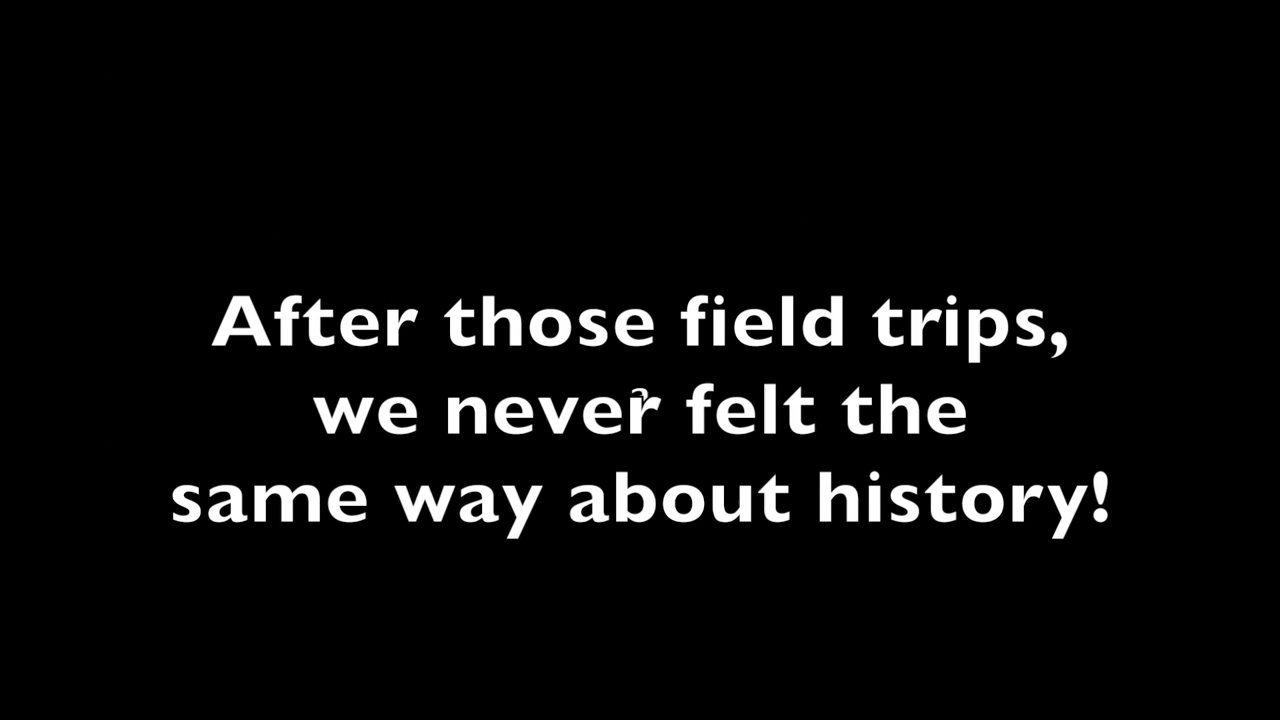 After those field trips,
we never felt the
same way about history!